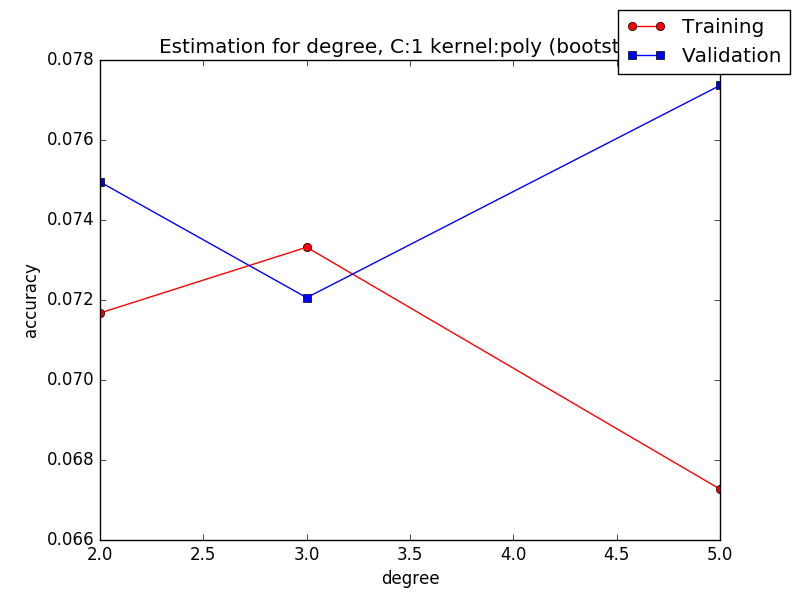 Estimation for degree, C:1 kernel:poly
Training
Validation
0.078
0.076
0.074
0.072
0.070
0.068
0.066
accuracy
2.0 2.5 3.0 3.5 4.0 4.5 5.0
degree